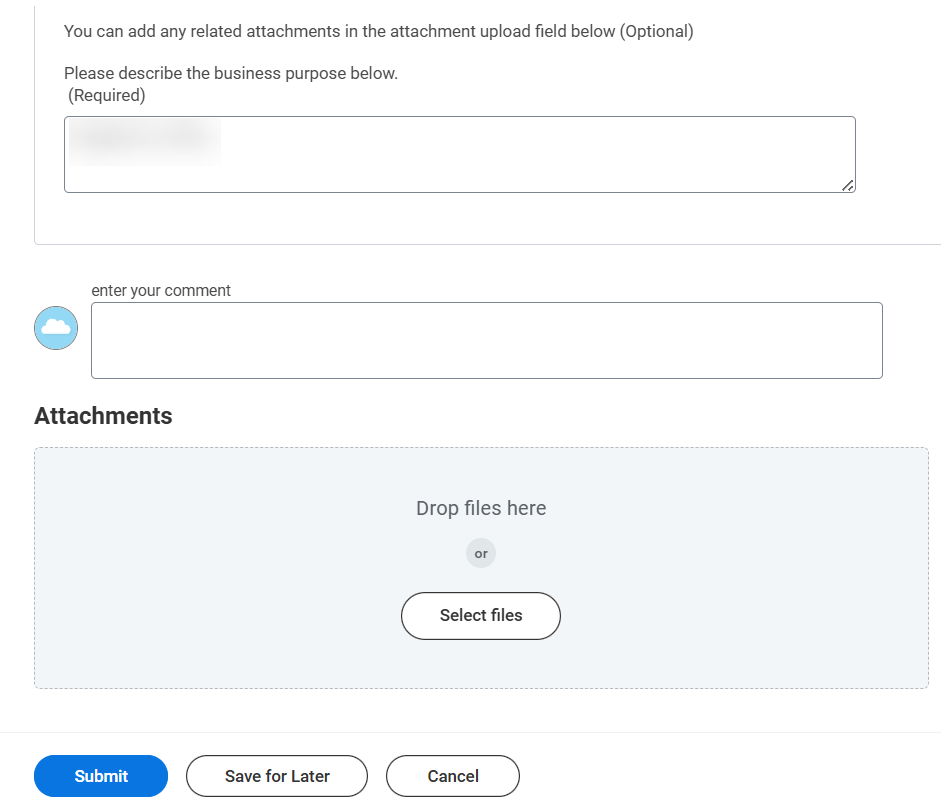 You can add any related attachments in the attachment upload field below (Optional)
Please describe the business purpose below.
(Required)
enter your comment
Attachments
Drop files here
or
Select files
Submit
Save for Later
Cancel